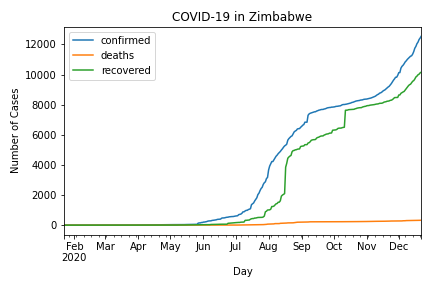 COVID-19 in Zimbabwe
confirmed
deaths
recovered
Number of Cases
12000
10000
8000
6000
4000
2000
0
Feb Mar Apr May Jun Jul Aug Sep Oct Nov Dec
2020
Day